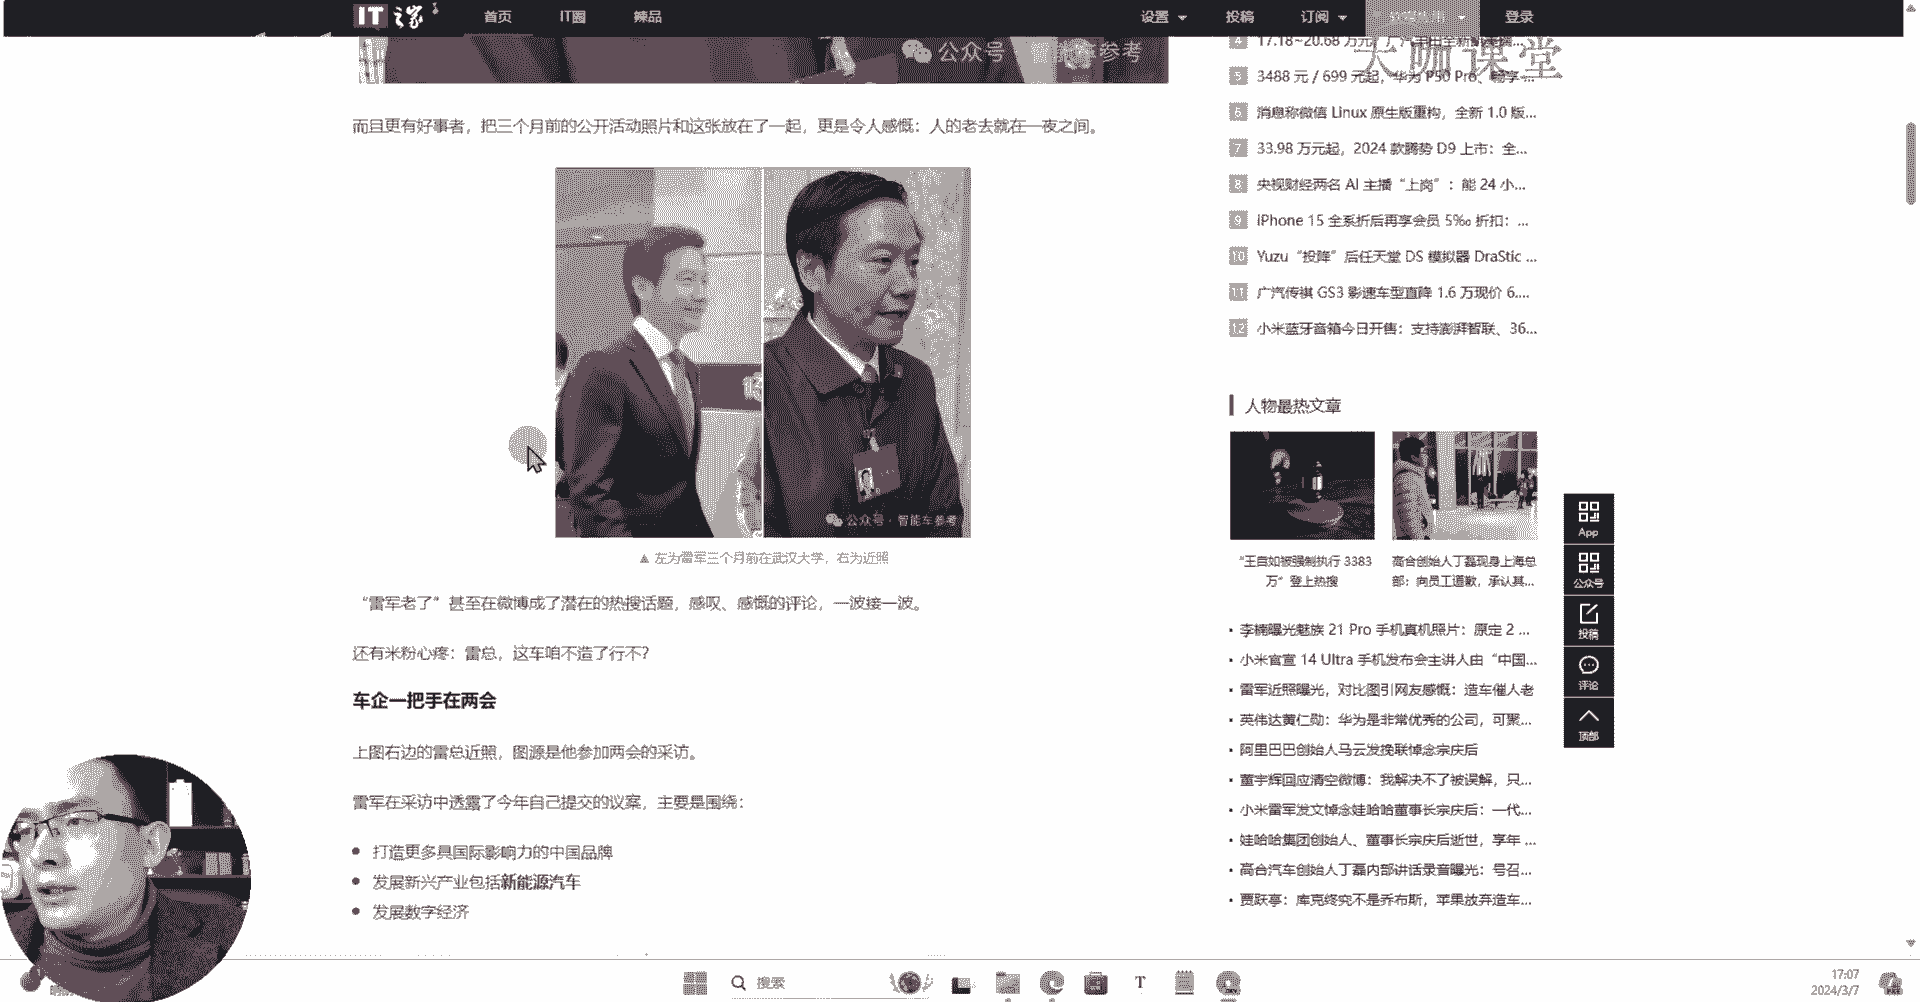 IT之家
首页 IT圈 辣品
设置 投稿 订阅
登录
公众号
车参考
大咖课堂
而且更有好事者，把三个月前的公开活动照片和这张放在了一起，更是令人感慨：人的老去就在一夜之间。
公众号·智能车参考
▲ 左为雷军三个月前在武汉大学，右为近照
“雷军老了”甚至在微博成了潜在的热搜话题，感叹、感慨的评论，一波接一波。
还有米粉心疼：雷总，这车咱不造了行不？
车企一把手在两会
上图右边的雷总近照，图源是他参加两会的采访。
雷军在采访中透露了今年自己提交的议案，主要是围绕：
● 打造更多具国际影响力的中国品牌
● 发展新兴产业包括新能源汽车
● 发展数字经济
4 17.18~20.68 万元，广汽丰田全新
5 3488 元 / 699 元起，华为 P50 Pro、畅享 ...
6 消息称微信 Linux 原生版重构，全新 1.0 版...
7 33.98 万元起，2024 款腾势 D9 上市：全...
8 央视财经两名 AI 主播“上岗”：能 24 小...
9 iPhone 15 全系折后再享会员 5‰ 折扣：...
10 Yuzu“投降”后任天堂 DS 模拟器 DraStic ...
11 广汽传祺 GS3 影速车型直降 1.6 万现价 6....
12 小米蓝牙音箱今日开售：支持澎湃智联、36...
人物最热文章
“王自如被强制执行 3383
万”登上热搜
高合创始人丁磊现身上海总
部：向员工道歉，承认其...
· 李楠曝光魅族 21 Pro 手机真机照片：原定 2 ...
· 小米官宣 14 Ultra 手机发布会主讲人由“中国...
· 雷军近照曝光，对比图引网友感慨：造车催人老
· 英伟达黄仁勋：华为是非常优秀的公司，可聚...
· 阿里巴巴创始人马云发挽联悼念宗庆后
· 董宇辉回应清空微博：我解决不了被误解，只...
· 小米雷军发文悼念娃哈哈董事长宗庆后：一代...
· 娃哈哈集团创始人、董事长宗庆后逝世，享年 ...
· 高合汽车创始人丁磊内部讲话录音曝光：号召...
· 贾跃亭：库克终究不是乔布斯，苹果放弃造车...
App
公众号
投稿
评论
顶部
搜索
T
17:07
2024/3/7